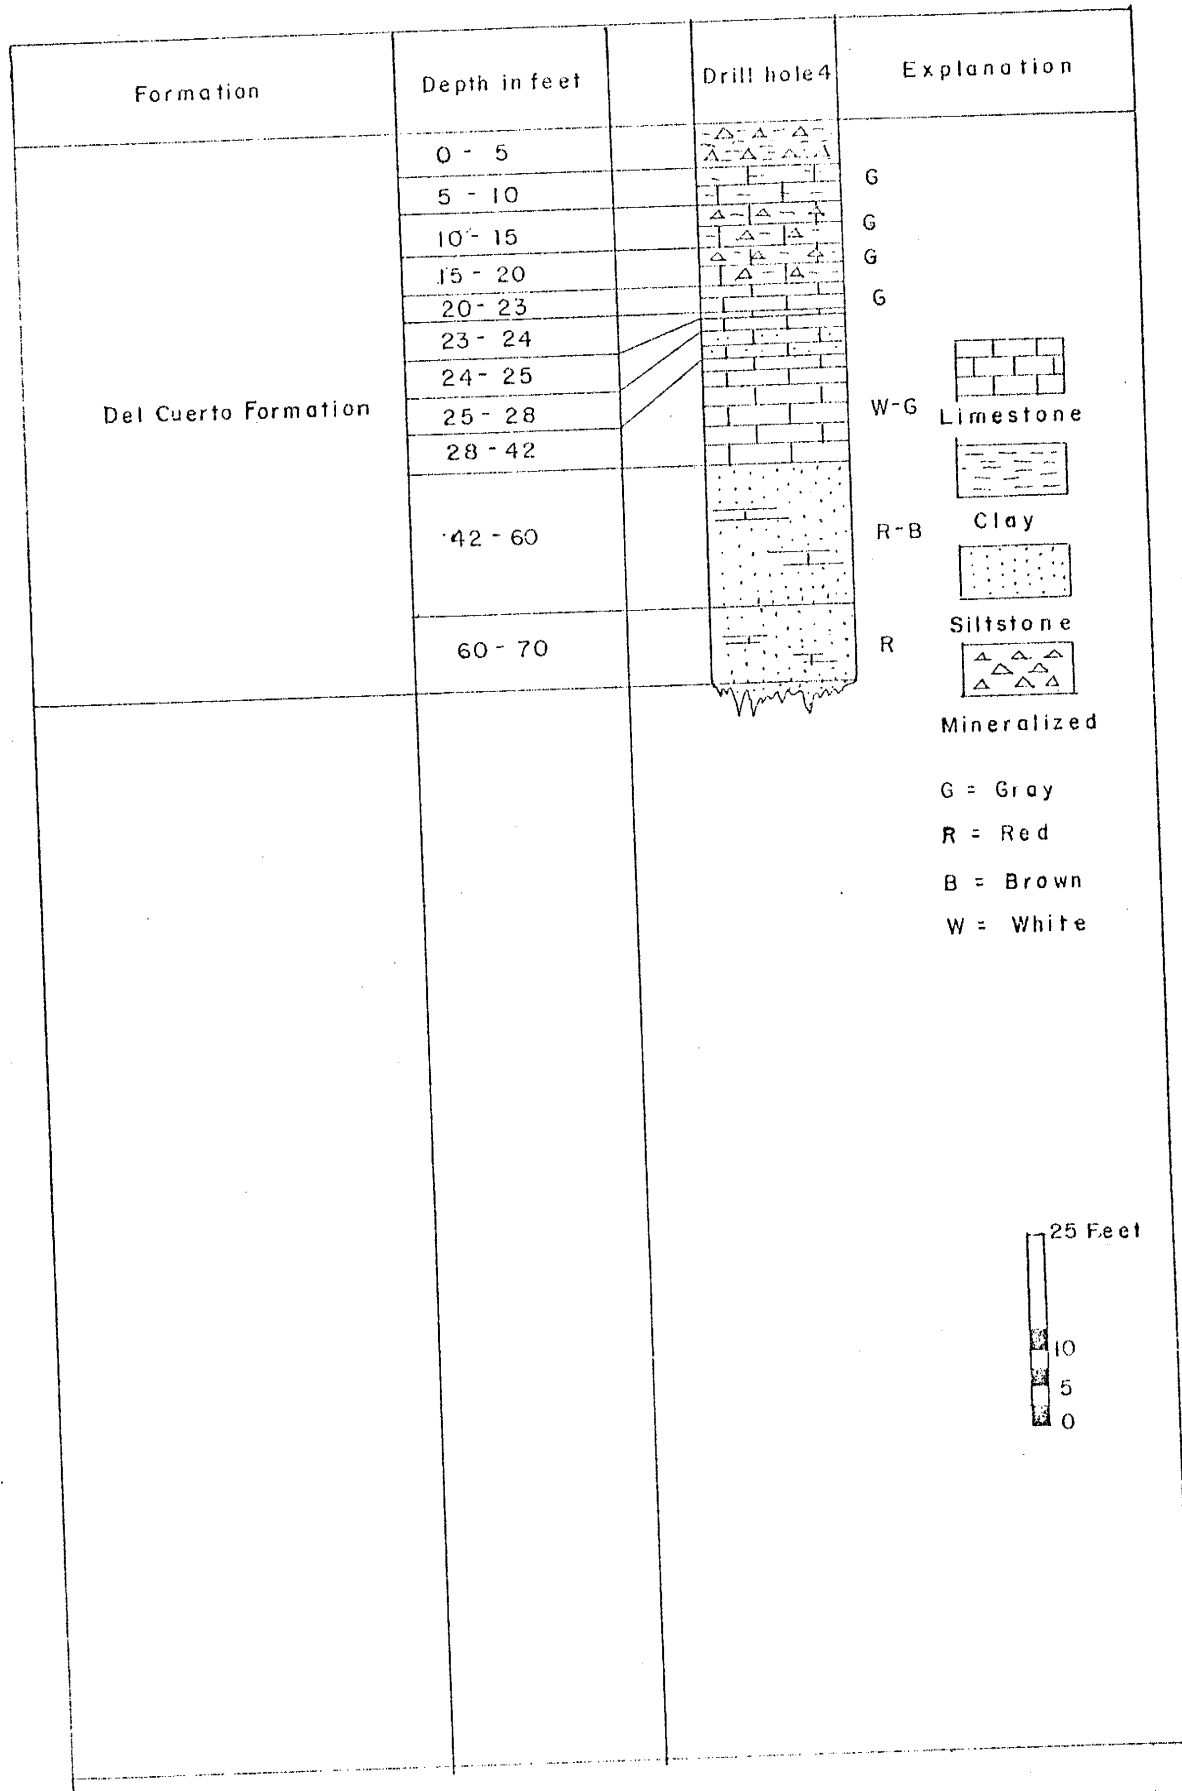 Formation
Depth in feet
Drill hole 4
Explanation
0 - 5
5 - 10
10 - 15
15 - 20
20 - 23
23 - 24
24 - 25
25 - 28
28 - 42
42 - 60
60 - 70
Del Cuerto Formation
G
G
G
G
W-G
R-B
R
Limestone
Clay
Siltstone
Mineralized
G = Gray
R = Red
B = Brown
W = White
25 Feet
10
5
0